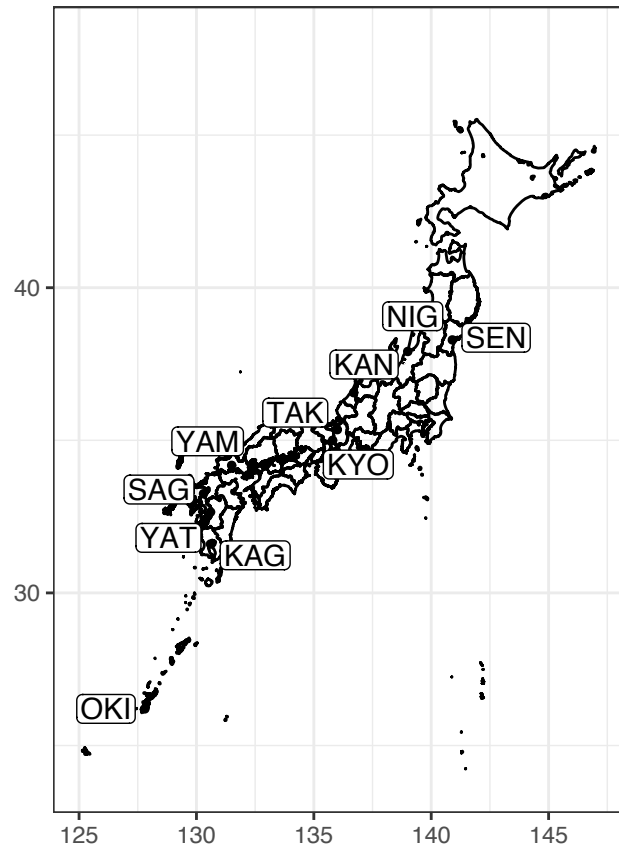 40
NIG
SEN
KAN
TAK
YAM
KYO
SAG
YAT
KAG
30
OKI
125 130 135 140 145